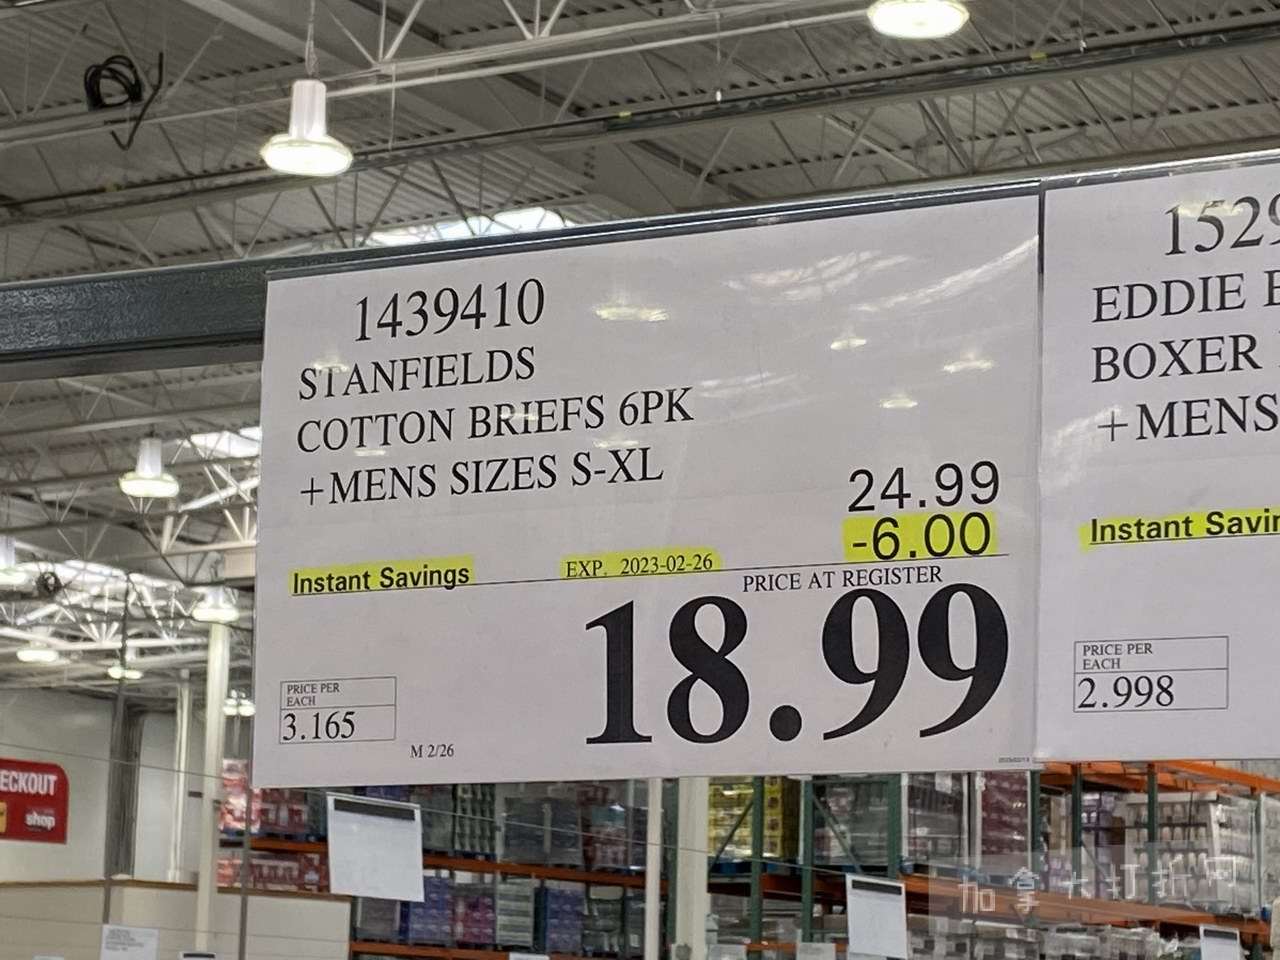 1439410
STANFIELDS
COTTON BRIEFS 6PK
+MENS SIZES S-XL
24.99
-6.00
Instant Savings
EXP. 2023-02-26
PRICE AT REGISTER
18.99
PRICE PER
EACH
3.165
M 2/26
1529
EDDIE
BOXER
+MENS
Instant Savin
PRICE PER
EACH
2.998
ECKOUT
shop
加拿大打折网